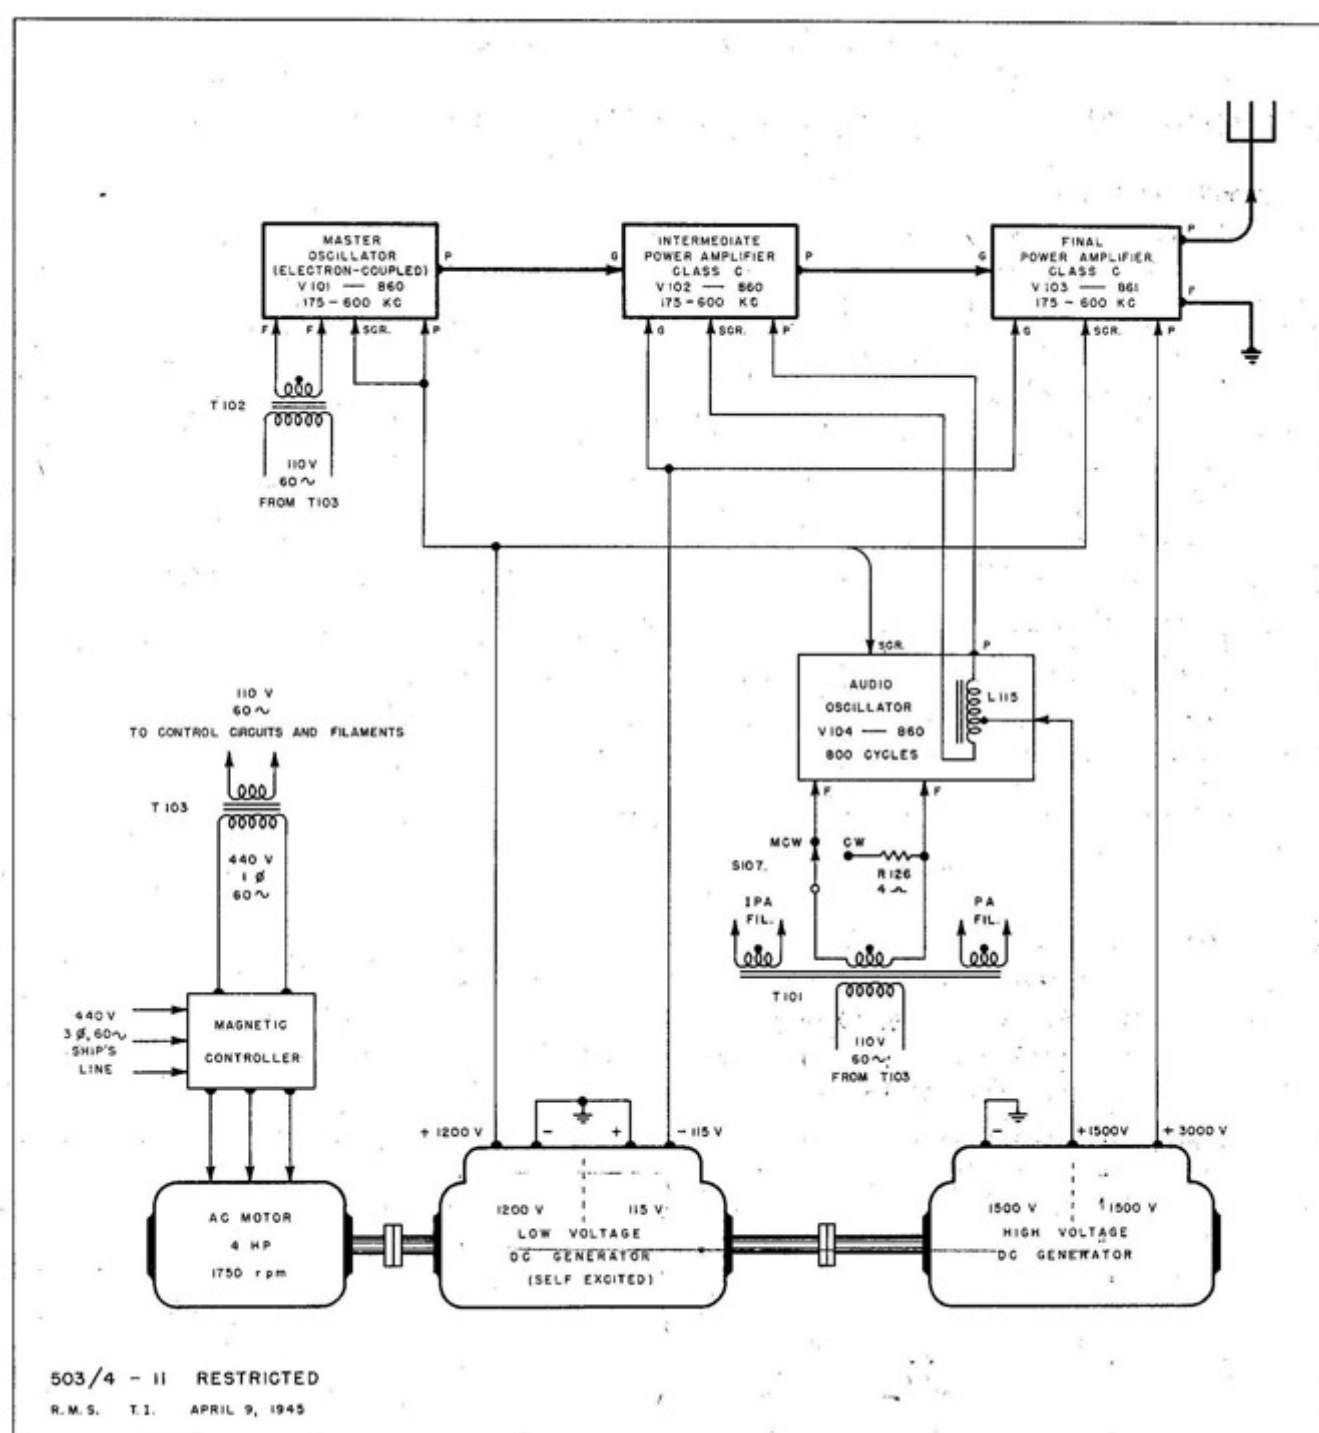 MASTER
OSCILLATOR
(ELECTRON-COUPLED)
V101 — 860
175-600 KC
P
F
F
SCR.
P
G
INTERMEDIATE
POWER AMPLIFIER
CLASS C
V102 — 860
175-600 KC
P
G
SCR.
P
G
FINAL
POWER AMPLIFIER
CLASS C
V103 — 861
175-600 KC
P
F
G
SCR.
P
T102
110V
60~
FROM T103
110 V
60~
TO CONTROL CIRCUITS AND FILAMENTS
T 103
440 V
1 Ø
60~
SCR.
P
AUDIO
OSCILLATOR
V104 — 860
800 CYCLES
L115
F
F
MCW
CW
S107.
R126
4 ⌢
IPA
FIL.
PA
FIL.
T101
110V
60~
FROM T103
440V
3 Ø, 60~
SHIP'S
LINE
MAGNETIC
CONTROLLER
+ 1200 V
-
+
- 115 V
-
+1500V
+ 3000 V
AC MOTOR
4 HP
1750 rpm
1200 V 115 V
LOW VOLTAGE
DC GENERATOR
(SELF EXCITED)
1500 V 1500 V
HIGH VOLTAGE
DC GENERATOR
503/4 - 11 RESTRICTED
R.M.S. T.I. APRIL 9, 1945